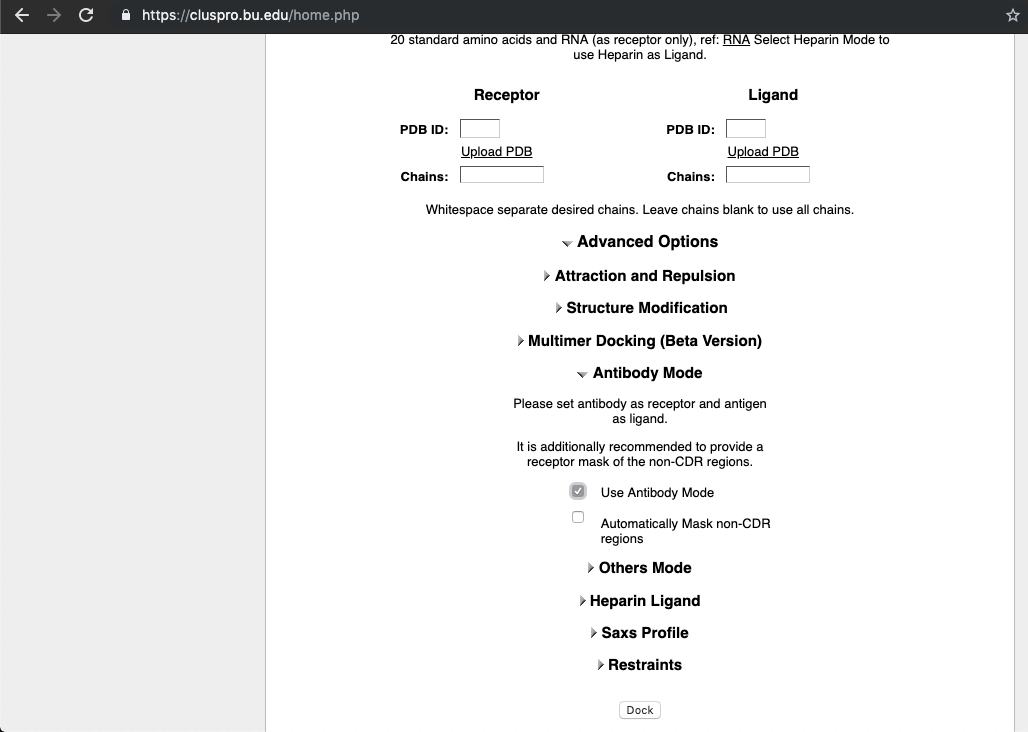 https://cluspro.bu.edu/home.php
20 standard amino acids and RNA (as receptor only), ref: RNA Select Heparin Mode to
use Heparin as Ligand.
Receptor Ligand
PDB ID: PDB ID:
Upload PDB Upload PDB
Chains: Chains:
Whitespace separate desired chains. Leave chains blank to use all chains.
Advanced Options
Attraction and Repulsion
Structure Modification
Multimer Docking (Beta Version)
Antibody Mode
Please set antibody as receptor and antigen
as ligand.
It is additionally recommended to provide a
receptor mask of the non-CDR regions.
Use Antibody Mode
Automatically Mask non-CDR
regions
Others Mode
Heparin Ligand
Saxs Profile
Restraints
Dock